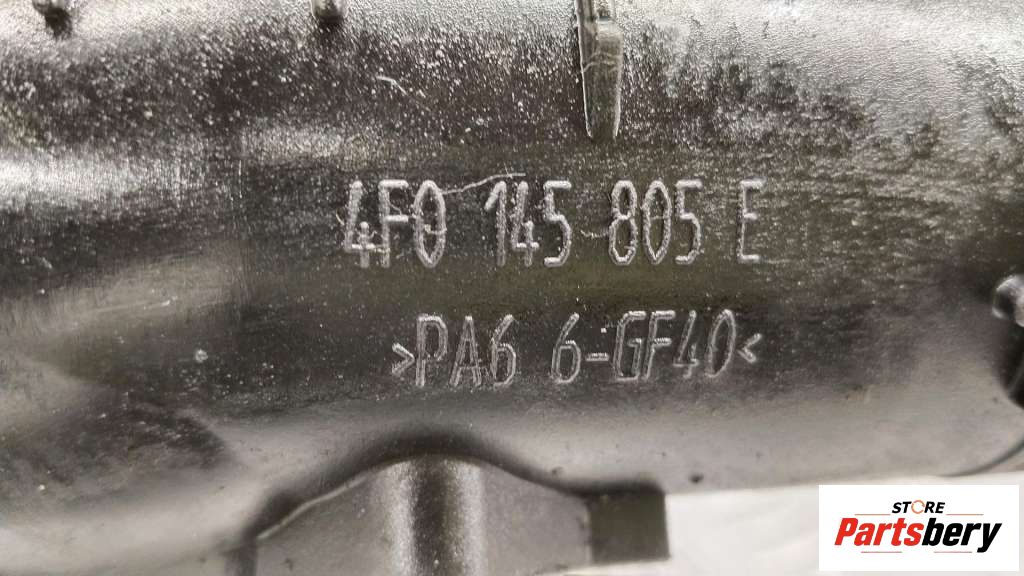 4F0 145 805 E
>PA6 6-GF40<
STORE
Partsbery